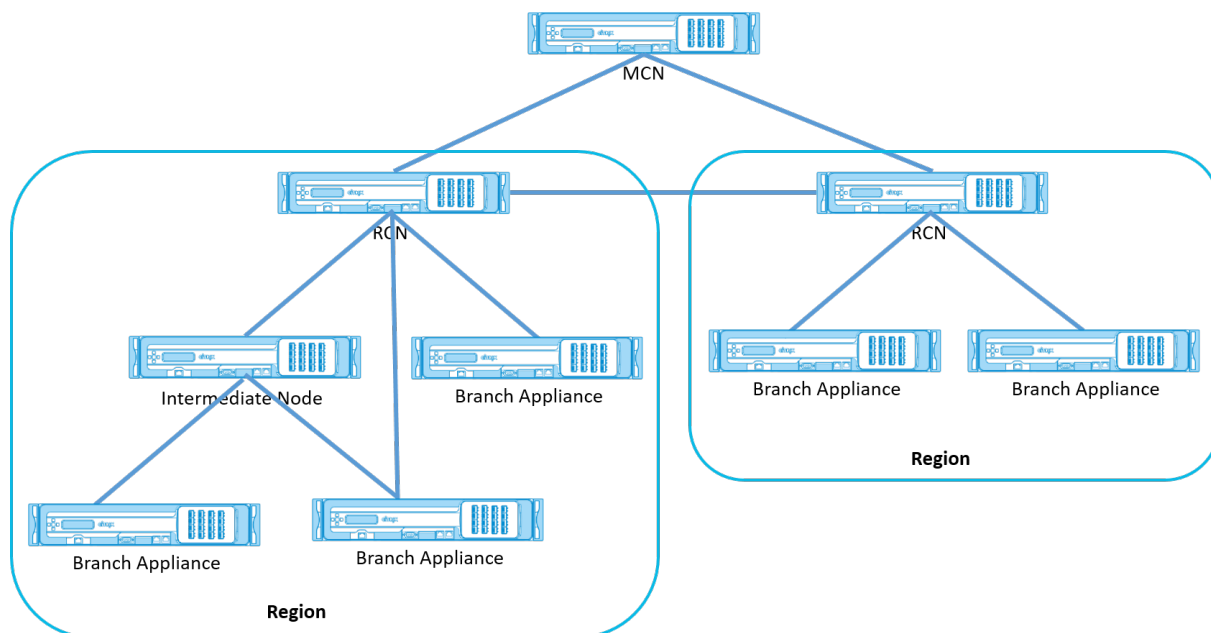 MCN
RCN
RCN
Intermediate Node
Branch Appliance
Branch Appliance
Branch Appliance
Region
Branch Appliance
Branch Appliance
Region